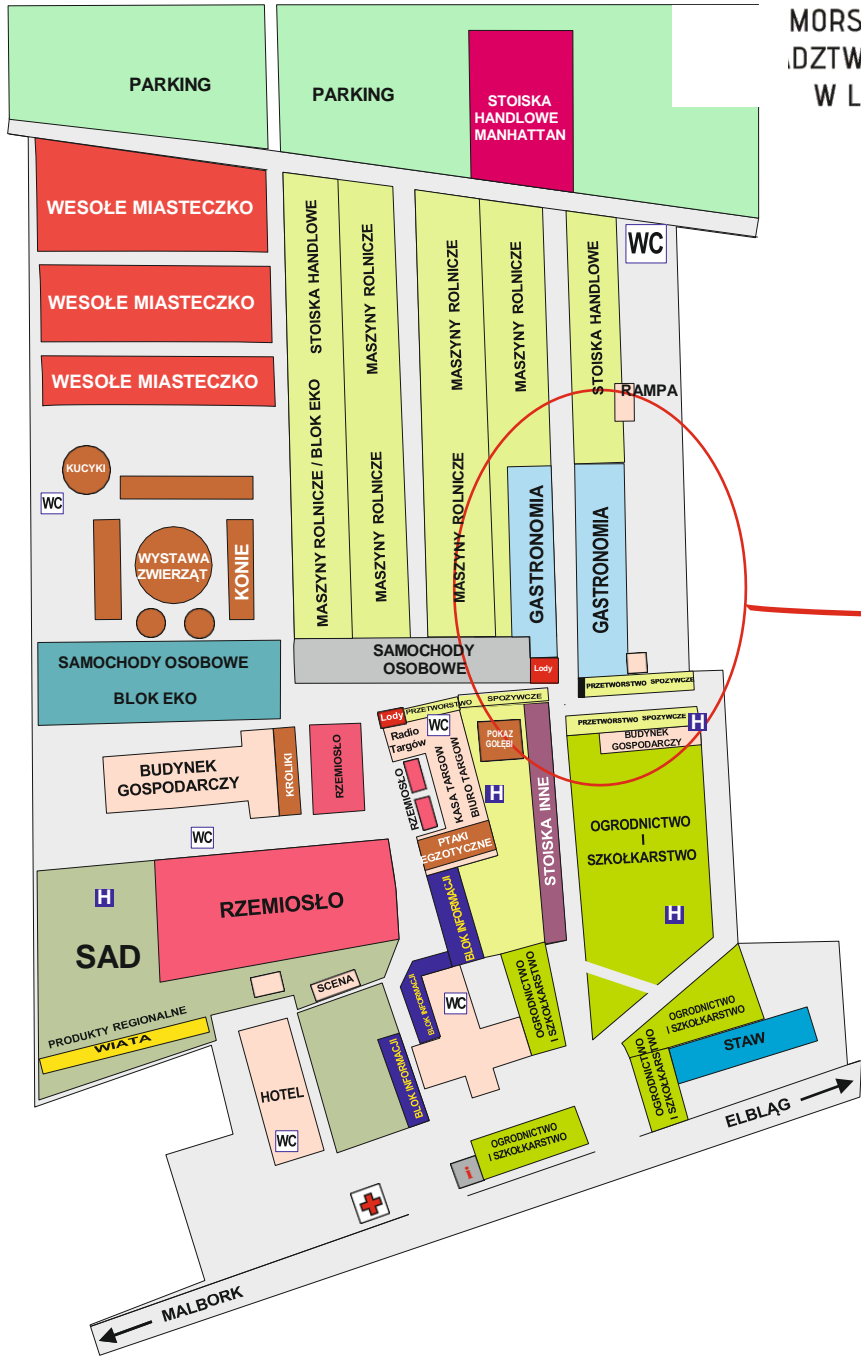 MORS
DZTW
W L
PARKING
PARKING
STOISKA
HANDLOWE
MANHATTAN
WESOŁE MIASTECZKO
WESOŁE MIASTECZKO
WESOŁE MIASTECZKO
STOISKA HANDLOWE
MASZYNY ROLNICZE / BLOK EKO
MASZYNY ROLNICZE
MASZYNY ROLNICZE
MASZYNY ROLNICZE
MASZYNY ROLNICZE
MASZYNY ROLNICZE
STOISKA HANDLOWE
WC
RAMPA
KUCYKI
WC
WYSTAWA
ZWIERZĄT
KONIE
GASTRONOMIA
GASTRONOMIA
SAMOCHODY OSOBOWE
BLOK EKO
SAMOCHODY
OSOBOWE
Lody
PRZETWÓRSTWO SPOŻYWCZE
Lody
PRZETWÓRSTWO SPOŻYWCZE
PRZETWÓRSTWO SPOŻYWCZE
H
BUDYNEK
GOSPODARCZY
Radio
Targów
WC
POKAZ
GOŁĘBI
BUDYNEK
GOSPODARCZY
KRÓLIKI
RZEMIOSŁO
RZEMIOSŁO
KASA TARGÓW
BIURO TARGÓW
H
STOISKA INNE
OGRODNICTWO
I
SZKÓŁKARSTWO
WC
PTAKI
EGZOTYCZNE
H
RZEMIOSŁO
BLOK INFORMACJI
H
SAD
SCENA
BLOK INFORMACJI
WC
OGRODNICTWO
I SZKÓŁKARSTWO
PRODUKTY REGIONALNE
WIATA
OGRODNICTWO
I SZKÓŁKARSTWO
STAW
OGRODNICTWO
I SZKÓŁKARSTWO
HOTEL
WC
BLOK INFORMACJI
OGRODNICTWO
I SZKÓŁKARSTWO
i
ELBLĄG
MALBORK